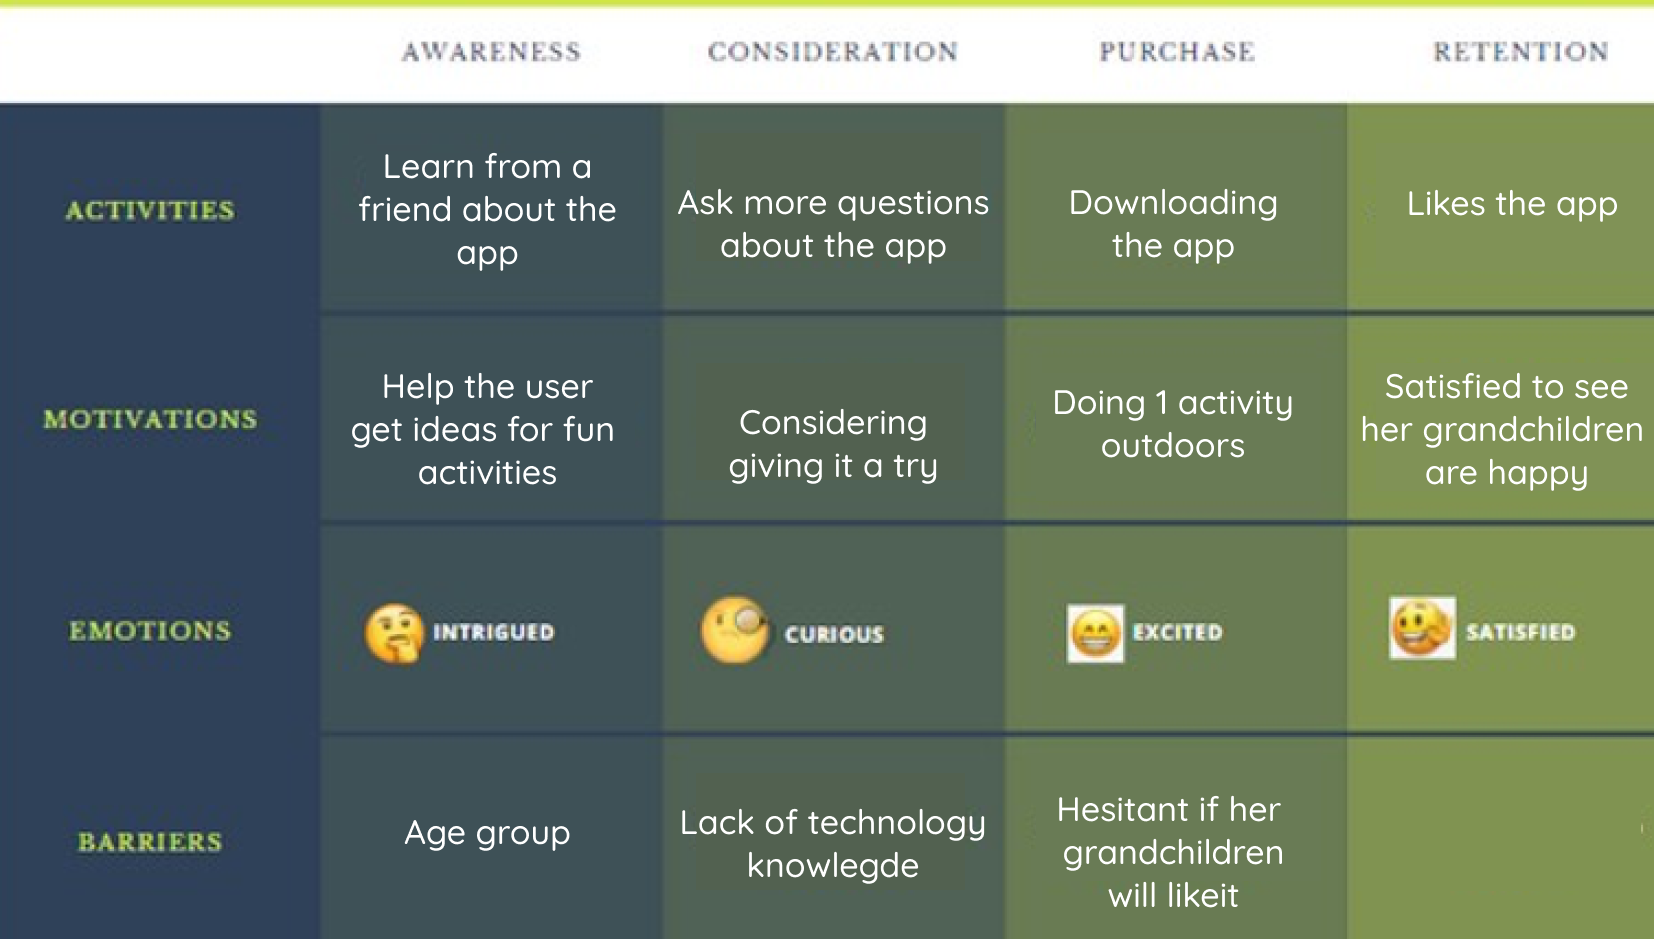 AWARENESS CONSIDERATION PURCHASE RETENTION
ACTIVITIES
Learn from a
friend about the
app
Ask more questions
about the app
Downloading
the app
Likes the app
MOTIVATIONS
Help the user
get ideas for fun
activities
Considering
giving it a try
Doing 1 activity
outdoors
Satisfied to see
her grandchildren
are happy
EMOTIONS
INTRIGUED
CURIOUS
EXCITED
SATISFIED
BARRIERS
Age group
Lack of technology
knowlegde
Hesitant if her
grandchildren
will likeit